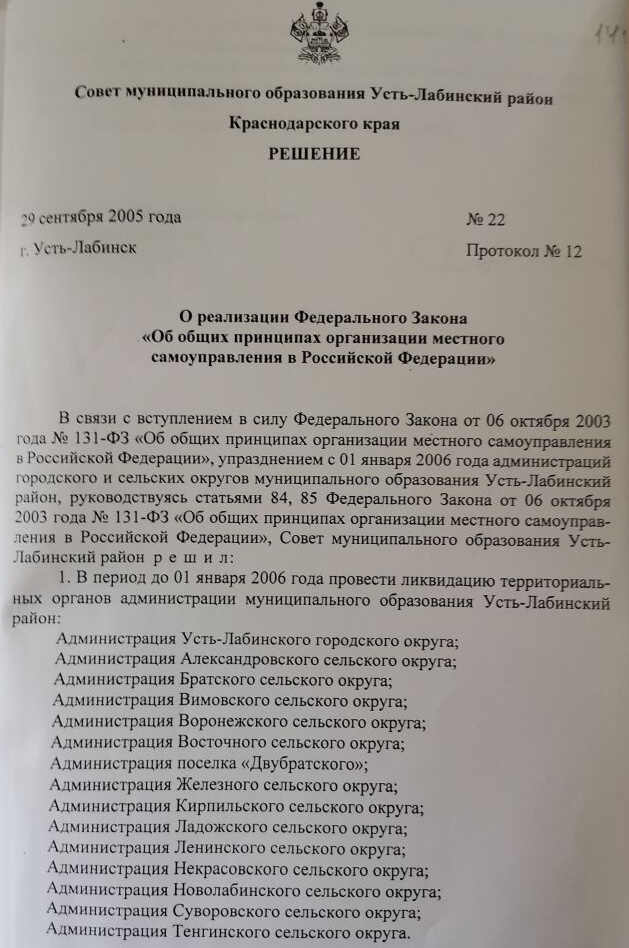 141
Совет муниципального образования Усть-Лабинский район
Краснодарского края
РЕШЕНИЕ
29 сентября 2005 года
№ 22
г. Усть-Лабинск
Протокол № 12
О реализации Федерального Закона
«Об общих принципах организации местного
самоуправления в Российской Федерации»
В связи с вступлением в силу Федерального Закона от 06 октября 2003
года № 131-ФЗ «Об общих принципах организации местного самоуправления
в Российской Федерации», упразднением с 01 января 2006 года администраций
городского и сельских округов муниципального образования Усть-Лабинский
район, руководствуясь статьями 84, 85 Федерального Закона от 06 октября
2003 года № 131-ФЗ «Об общих принципах организации местного самоуправ-
ления в Российской Федерации», Совет муниципального образования Усть-
Лабинский район р е ш и л:
1. В период до 01 января 2006 года провести ликвидацию территориаль-
ных органов администрации муниципального образования Усть-Лабинский
район:
Администрация Усть-Лабинского городского округа;
Администрация Александровского сельского округа;
Администрация Братского сельского округа;
Администрация Вимовского сельского округа;
Администрация Воронежского сельского округа;
Администрация Восточного сельского округа;
Администрация поселка «Двубратского»;
Администрация Железного сельского округа;
Администрация Кирпильского сельского округа;
Администрация Ладожского сельского округа;
Администрация Ленинского сельского округа;
Администрация Некрасовского сельского округа;
Администрация Новолабинского сельского округа;
Администрация Суворовского сельского округа;
Администрация Тенгинского сельского округа.